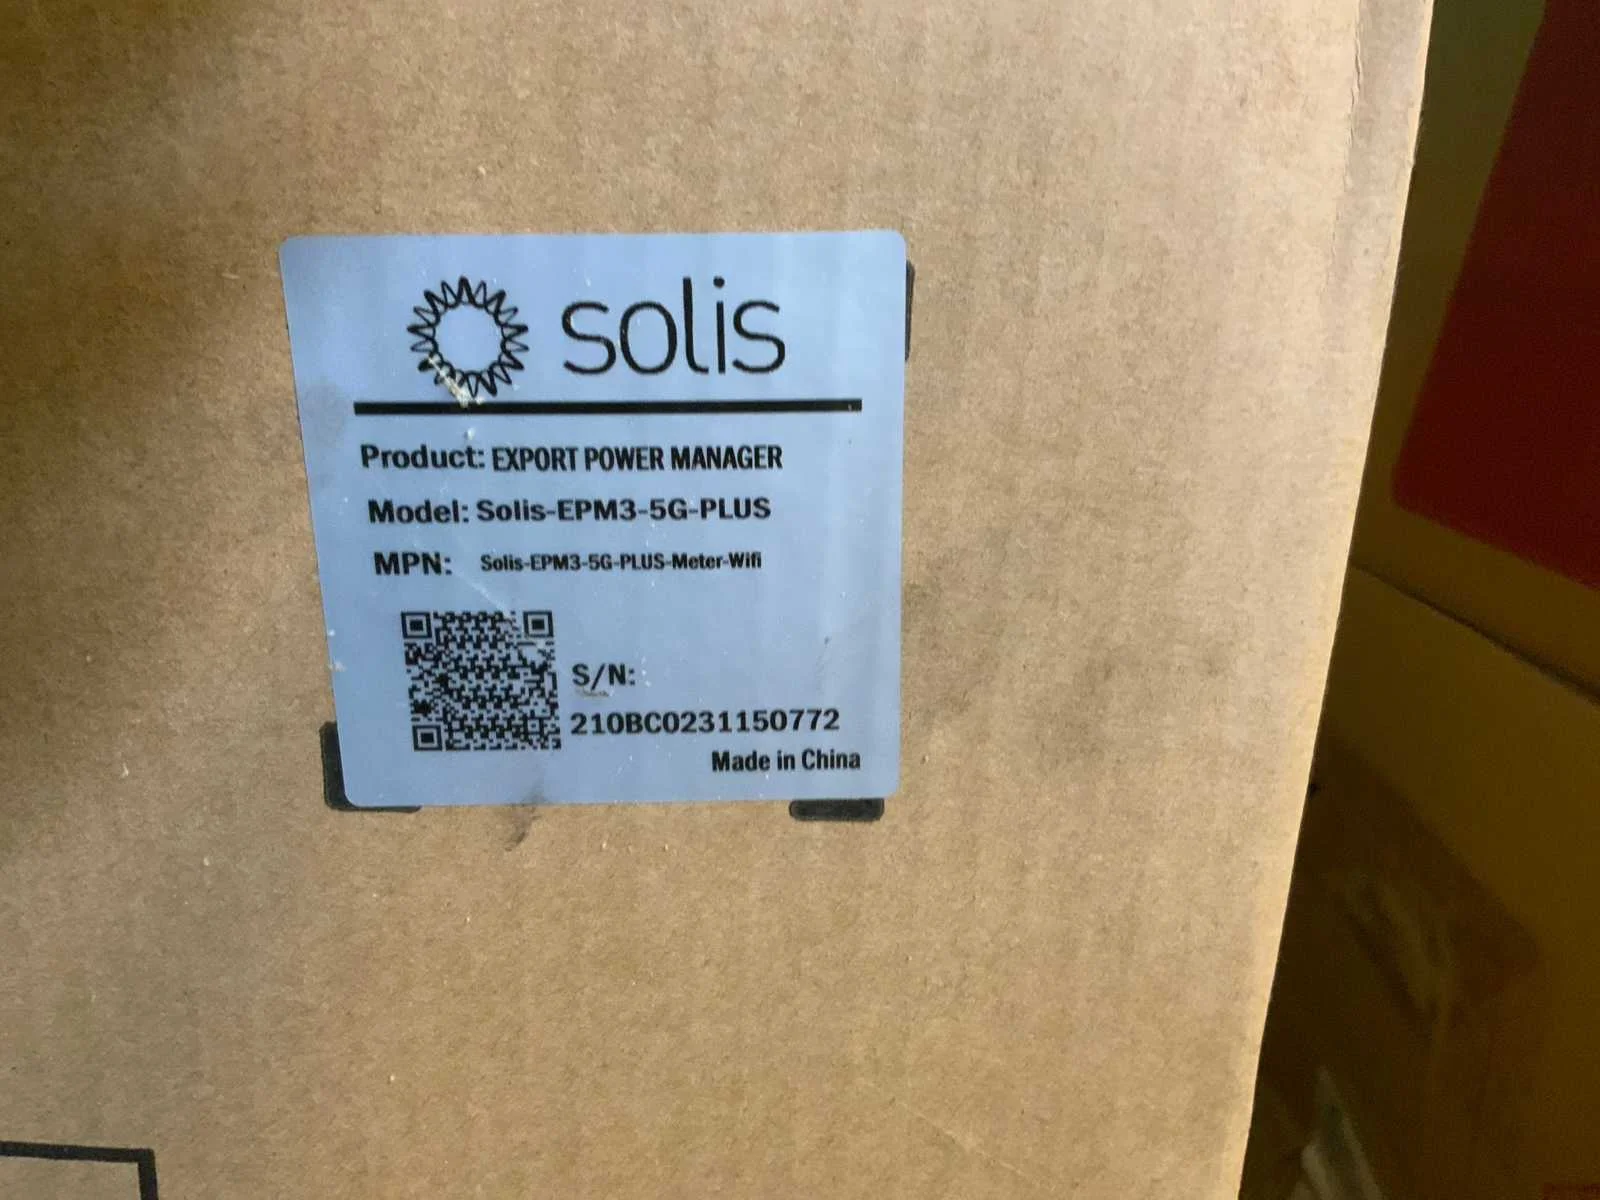 solis
Product: EXPORT POWER MANAGER
Model: Solis-EPM3-5G-PLUS
MPN: Solis-EPM3-5G-PLUS-Meter-Wifi
S/N:
210BC0231150772
Made in China